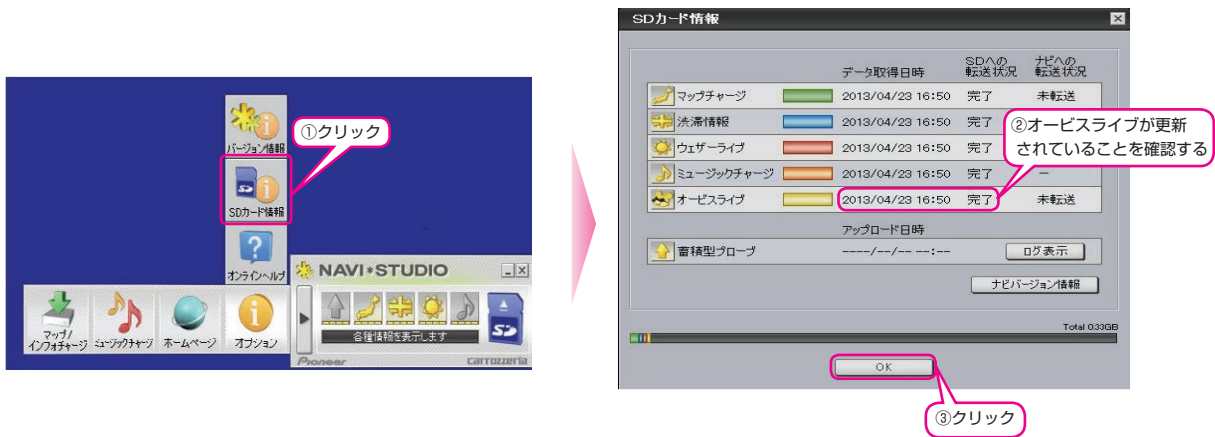 バージョン情報
①クリック
SDカード情報
オンラインヘルプ
NAVI*STUDIO
マップ/
インフォチャージ
ミュージックチャージ
ホームページ
オプション
各種情報を表示します
SD
Pioneer
carrozzeria
SDカード情報
データ取得日時
SDへの
転送状況
ナビへの
転送状況
マップチャージ 2013/04/23 16:50 完了 未転送
渋滞情報 2013/04/23 16:50 完了
ウェザーライブ 2013/04/23 16:50 完了
ミュージックチャージ 2013/04/23 16:50 完了 −
オービスライブ 2013/04/23 16:50 完了 未転送
②オービスライブが更新
されていることを確認する
アップロード日時
蓄積型プローブ ----/--/-- --:-- ログ表示
ナビバージョン情報
Total 0.33GB
OK
③クリック